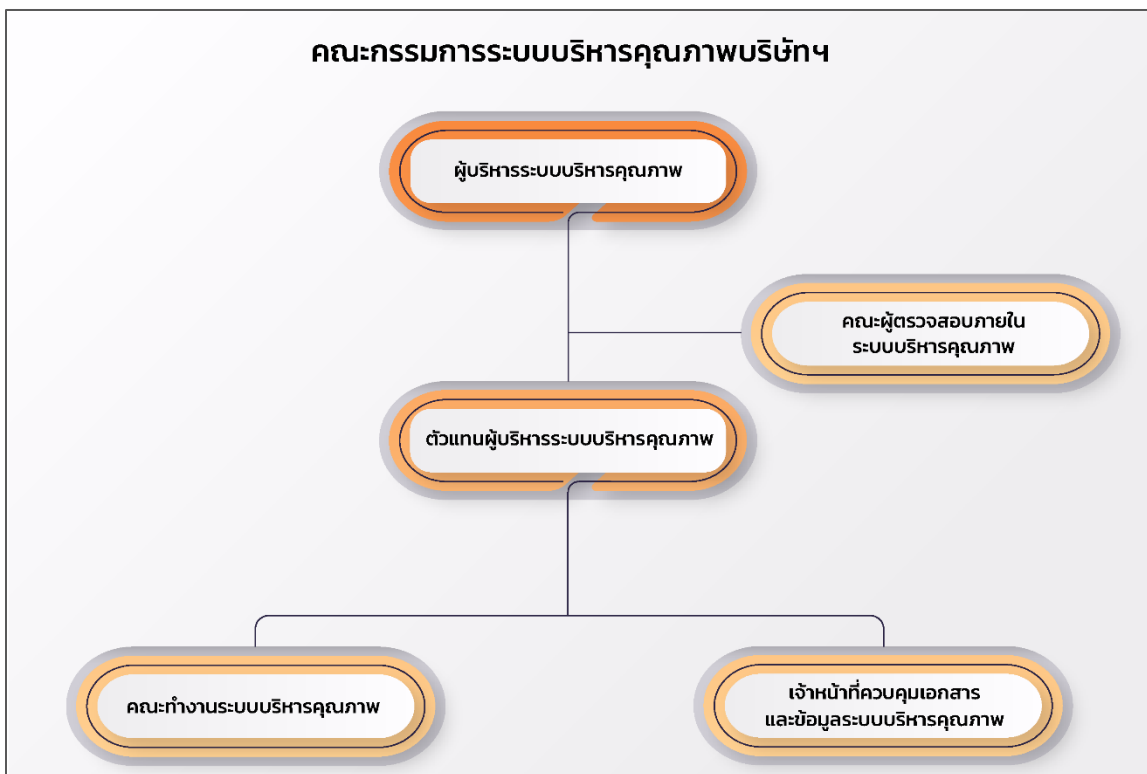 คณะกรรมการระบบบริหารคุณภาพบริษัทฯ
ผู้บริหารระบบบริหารคุณภาพ
คณะผู้ตรวจสอบภายใน
ระบบบริหารคุณภาพ
ตัวแทนผู้บริหารระบบบริหารคุณภาพ
คณะทำงานระบบบริหารคุณภาพ
เจ้าหน้าที่ควบคุมเอกสาร
และข้อมูลระบบบริหารคุณภาพ